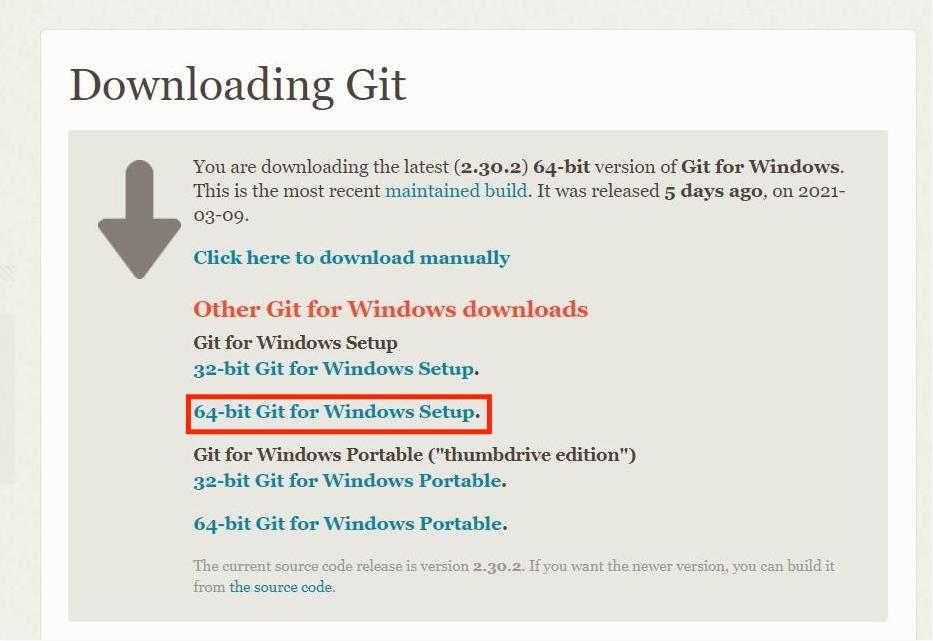 Downloading Git
You are downloading the latest (2.30.2) 64-bit version of Git for Windows.
This is the most recent maintained build. It was released 5 days ago, on 2021-
03-09.
Click here to download manually
Other Git for Windows downloads
Git for Windows Setup
32-bit Git for Windows Setup.
64-bit Git for Windows Setup.
Git for Windows Portable ("thumbdrive edition")
32-bit Git for Windows Portable.
64-bit Git for Windows Portable.
The current source code release is version 2.30.2. If you want the newer version, you can build it
from the source code.